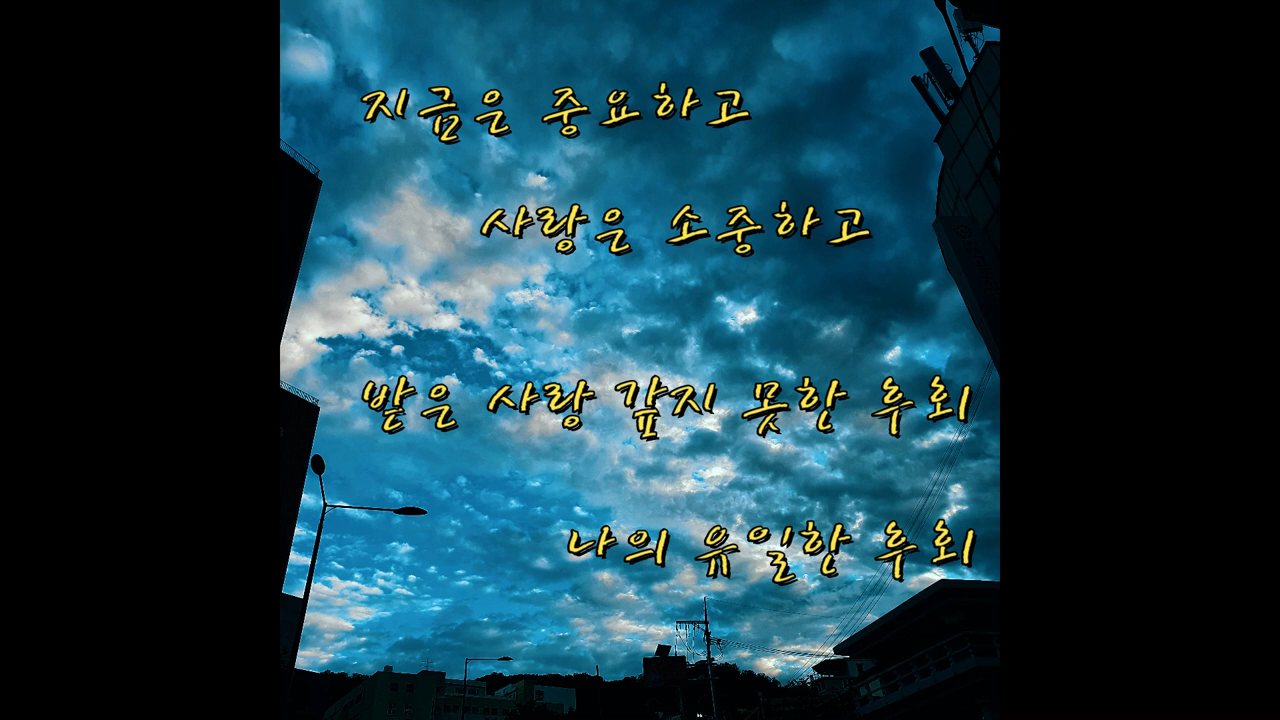 지금은 중요하고
사랑은 소중하고
받은 사랑 갚지 못한 후회
나의 유일한 후회